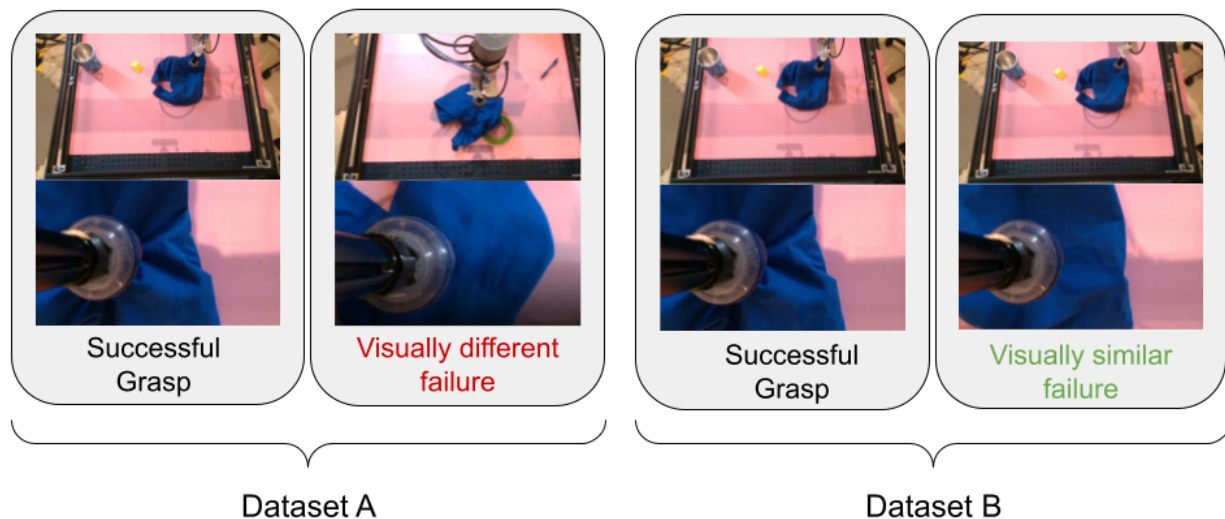 Successful
Grasp
Visually different
failure
Successful
Grasp
Visually similar
failure
Dataset A
Dataset B